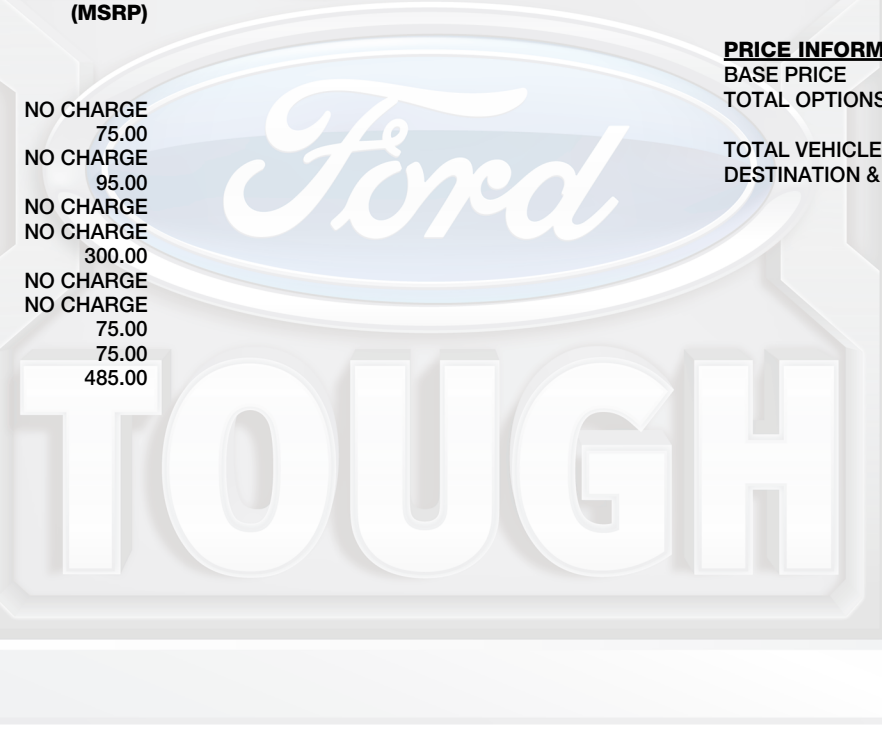 (MSRP)
NO CHARGE
75.00
NO CHARGE
95.00
NO CHARGE
NO CHARGE
300.00
NO CHARGE
NO CHARGE
75.00
75.00
485.00
PRICE INFORM
BASE PRICE
TOTAL OPTIONS
TOTAL VEHICLE
DESTINATION &
Ford
TOUGH